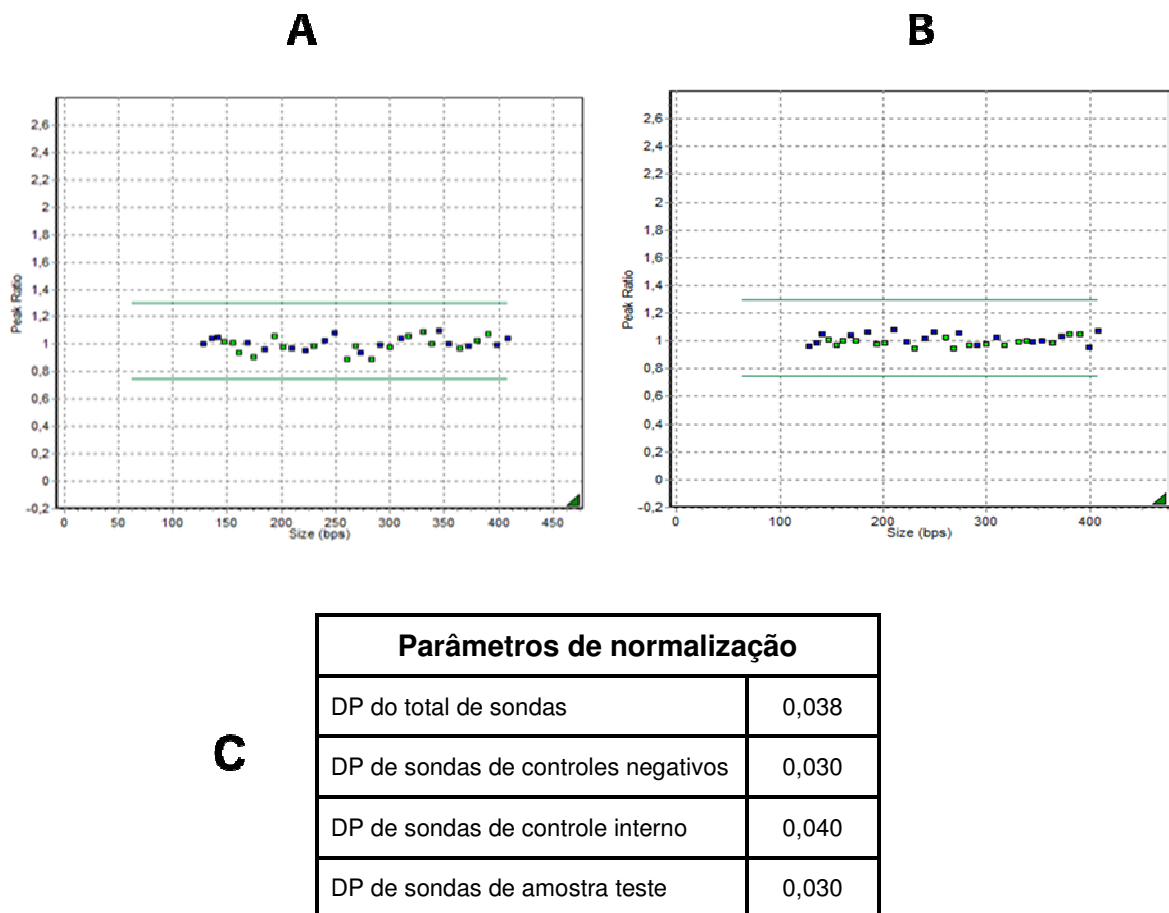 A
B
2,6
2,4
2,2
2
1,8
1,6
1,4
1,2
1
0,8
0,6
0,4
0,2
0
-0,2
Peak Ratio
0 50 100 150 200 250 300 350 400 450
Size (bps)
2,6
2,4
2,2
2
1,8
1,6
1,4
1,2
1
0,8
0,6
0,4
0,2
0
-0,2
Peak Ratio
0 100 200 300 400
Size (bps)
C
Parâmetros de normalização
DP do total de sondas 0,038
DP de sondas de controles negativos 0,030
DP de sondas de controle interno 0,040
DP de sondas de amostra teste 0,030